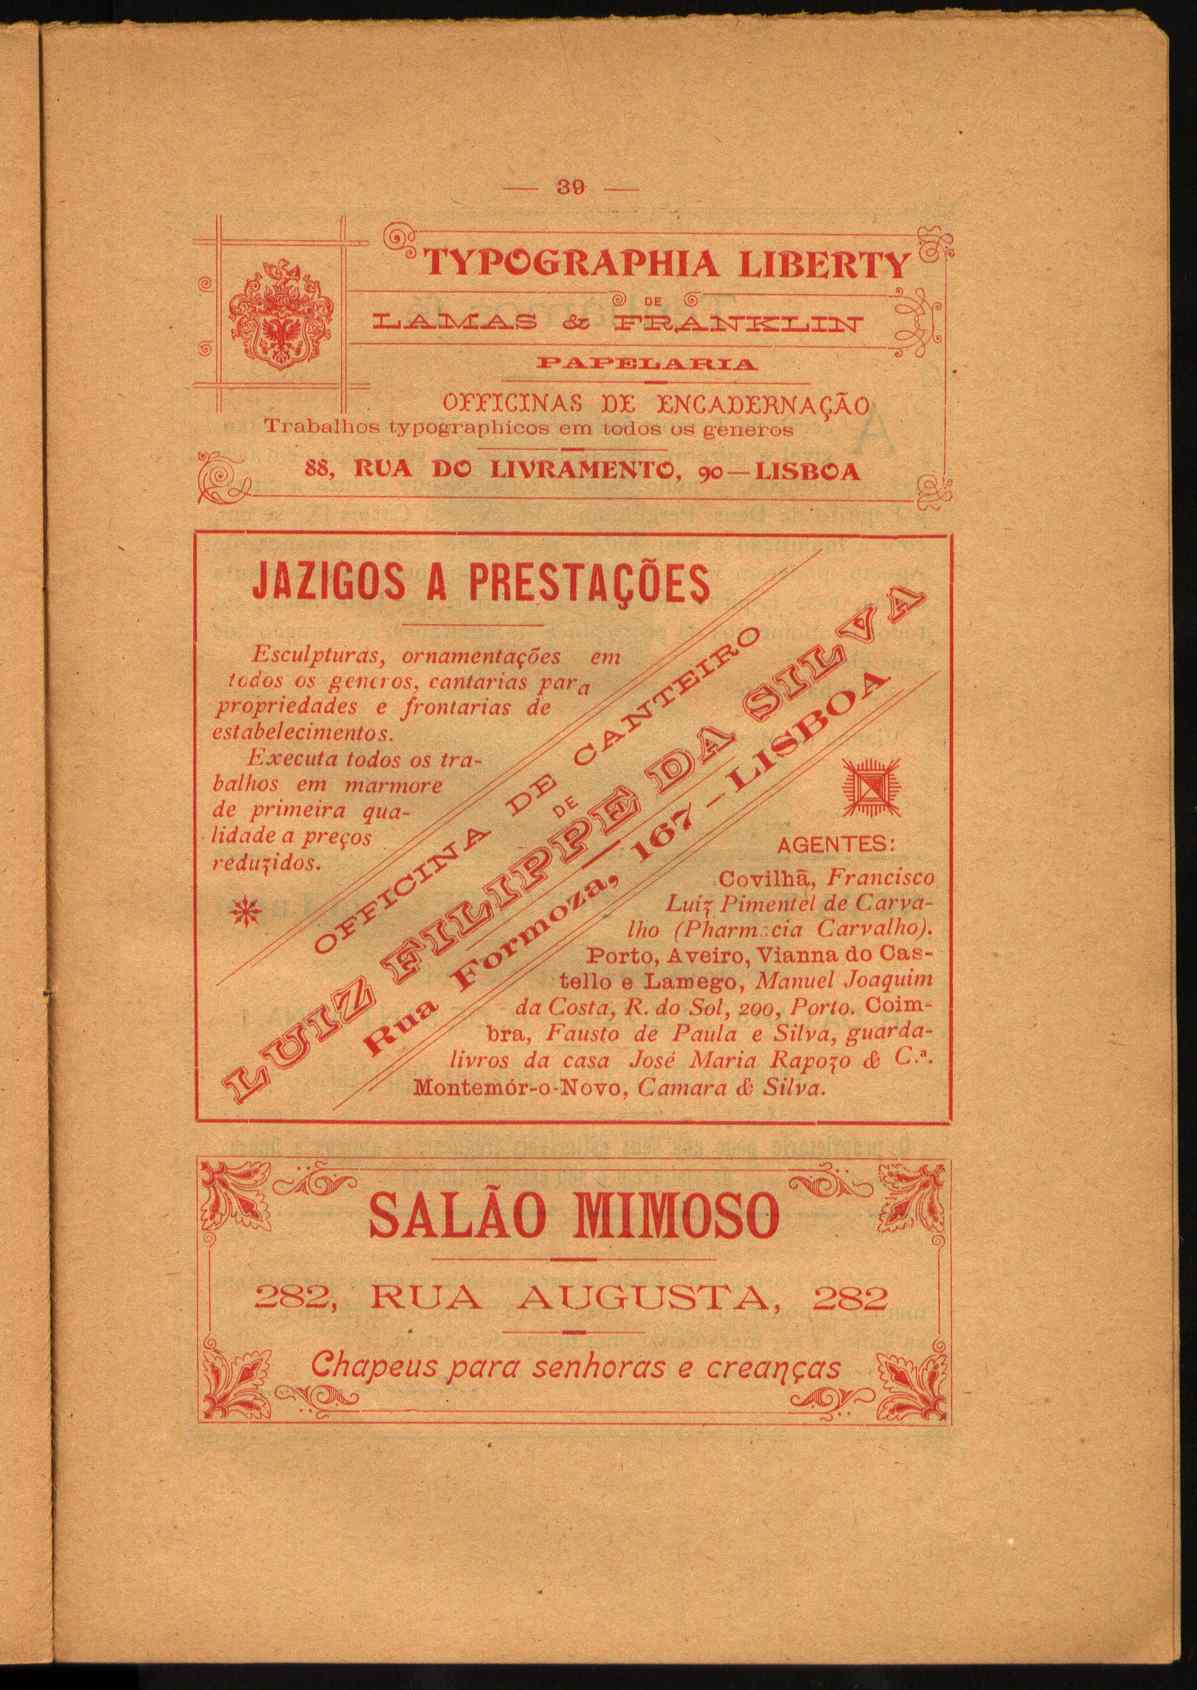 — 39 —
TYPOGRAPHIA LIBERTY
DE
LAMAS & FRANKLIN
PAPELARIA
OFFICINAS DE ENCADERNAÇÃO
Trabalhos typographicos em todos os generos
88, RUA DO LIVRAMENTO, 90—LISBOA
JAZIGOS A PRESTAÇÕES
Esculpturas, ornamentações em
todos os generos, cantarias para
propriedades e frontarias de
estabelecimentos.
Executa todos os tra-
balhos em marmore
de primeira qua-
lidade a preços
reduzidos.
OFFICINA DE CANTEIRO
DE
LUIZ FILIPPE DA SILVA
Rua Formoza, 167—LISBOA
AGENTES:
Covilhã, Francisco
Luiz Pimentel de Carva-
lho (Pharmacia Carvalho).
Porto, Aveiro, Vianna do Cas-
tello e Lamego, Manuel Joaquim
da Costa, R. do Sol, 200, Porto. Coim-
bra, Fausto de Paula e Silva, guarda-
livros da casa José Maria Rapozo & C.ª.
Montemór-o-Novo, Camara & Silva.
SALÃO MIMOSO
282, RUA AUGUSTA, 282
Chapeus para senhoras e creanças